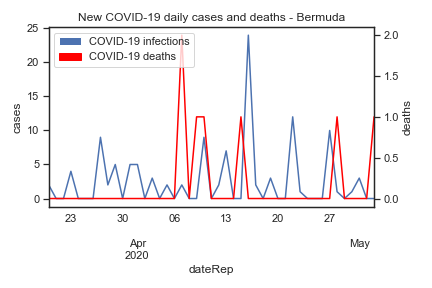 New COVID-19 daily cases and deaths - Bermuda
COVID-19 infections
COVID-19 deaths
25
20
15
10
5
0
cases
2.0
1.5
1.0
0.5
0.0
deaths
23 30 06 13 20 27
Apr May
2020
dateRep